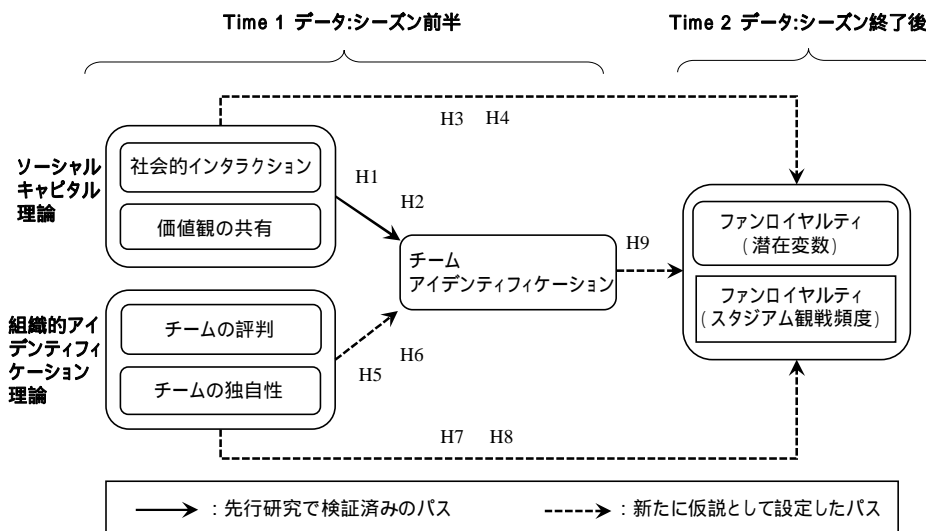 Time 1 データ:シーズン前半
Time 2 データ:シーズン終了後
H3 H4
ソーシャル
キャピタル
理論
社会的インタラクション
価値観の共有
H1
H2
チーム
アイデンティフィケーション
H9
ファンロイヤルティ
(潜在変数)
ファンロイヤルティ
(スタジアム観戦頻度)
組織的アイ
デンティフィ
ケーション
理論
チームの評判
チームの独自性
H6
H5
H7 H8
:先行研究で検証済みのパス
:新たに仮説として設定したパス